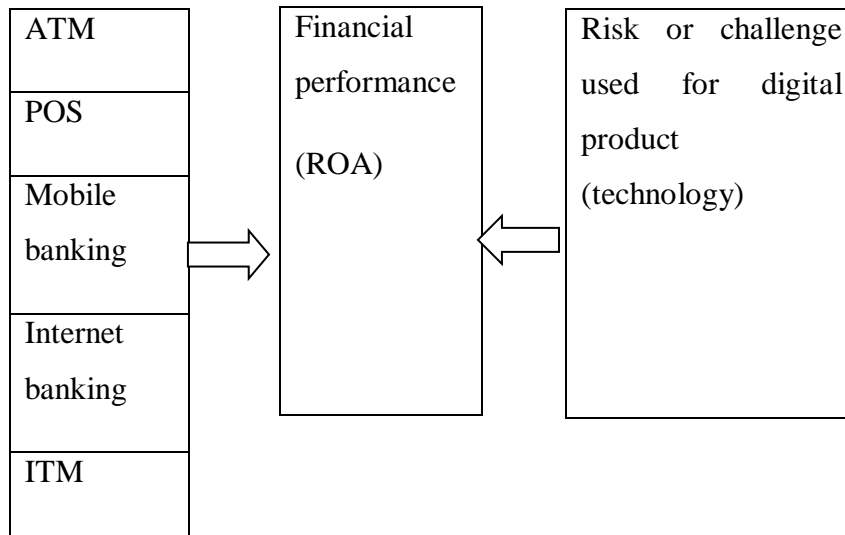 ATM
POS
Mobile
banking
Internet
banking
ITM
Financial
performance
(ROA)
Risk or challenge
used for digital
product
(technology)